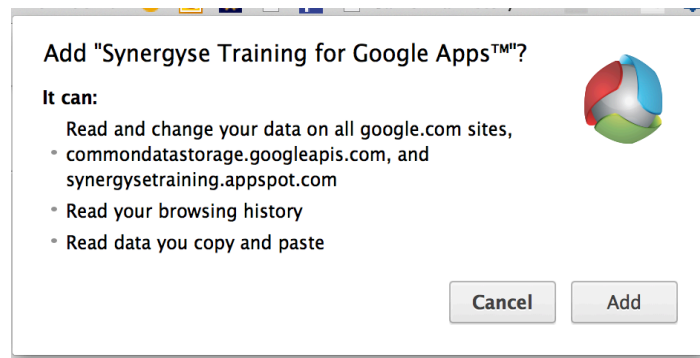 Add "Synergyse Training for Google Apps™"?
It can:
Read and change your data on all google.com sites,
commondatastorage.googleapis.com, and
synergysetraining.appspot.com
Read your browsing history
Read data you copy and paste
Cancel
Add